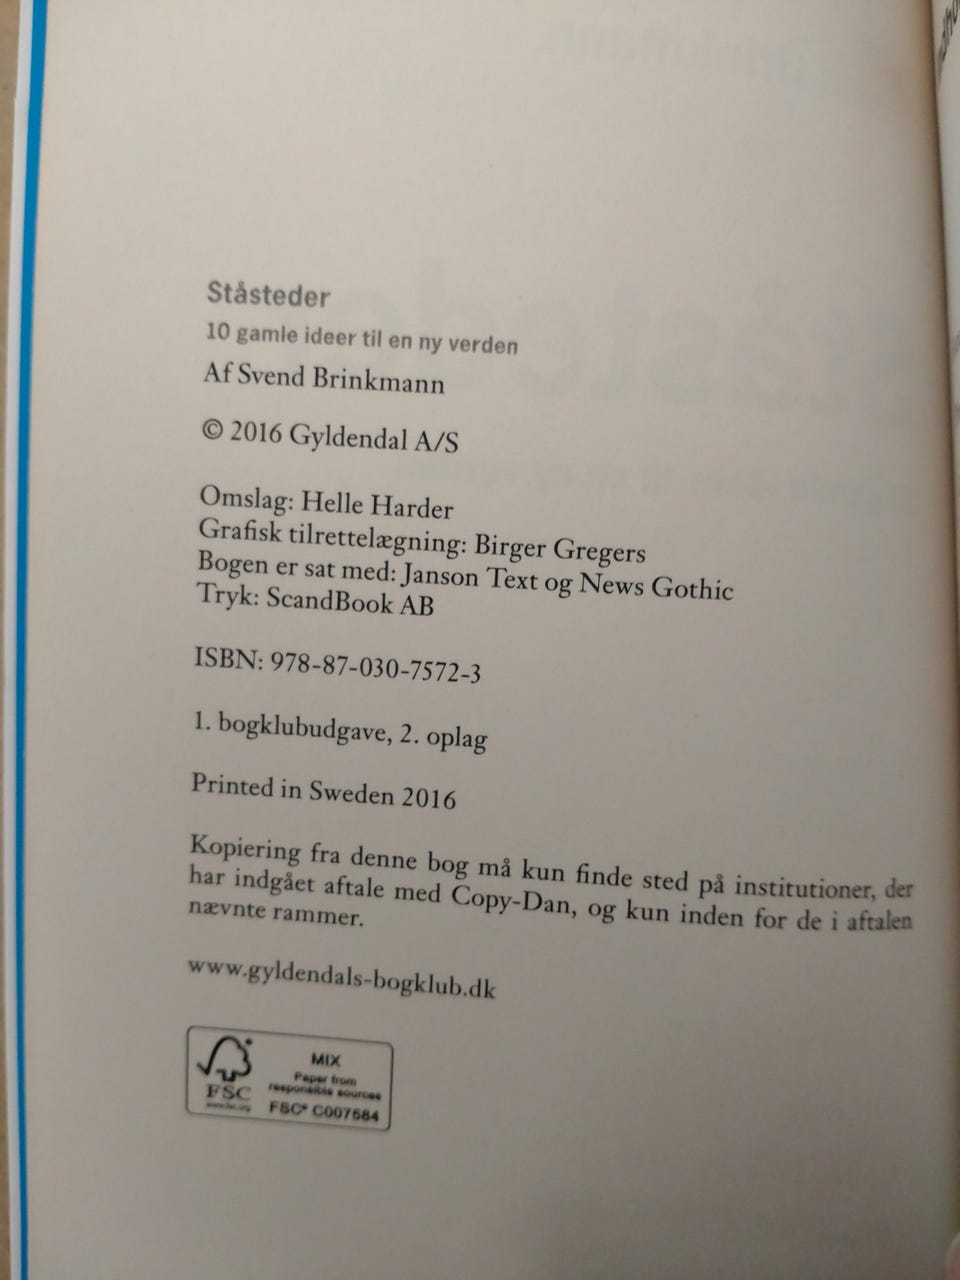 Ståsteder
10 gamle ideer til en ny verden
Af Svend Brinkmann
© 2016 Gyldendal A/S
Omslag: Helle Harder
Grafisk tilrettelægning: Birger Gregers
Bogen er sat med: Janson Text og News Gothic
Tryk: ScandBook AB
ISBN: 978-87-030-7572-3
1. bogklubudgave, 2. oplag
Printed in Sweden 2016
Kopiering fra denne bog må kun finde sted på institutioner, der
har indgået aftale med Copy-Dan, og kun inden for de i aftalen
nævnte rammer.
www.gyldendals-bogklub.dk
FSC
www.fsc.org
MIX
Paper from
responsible sources
FSC® C007584